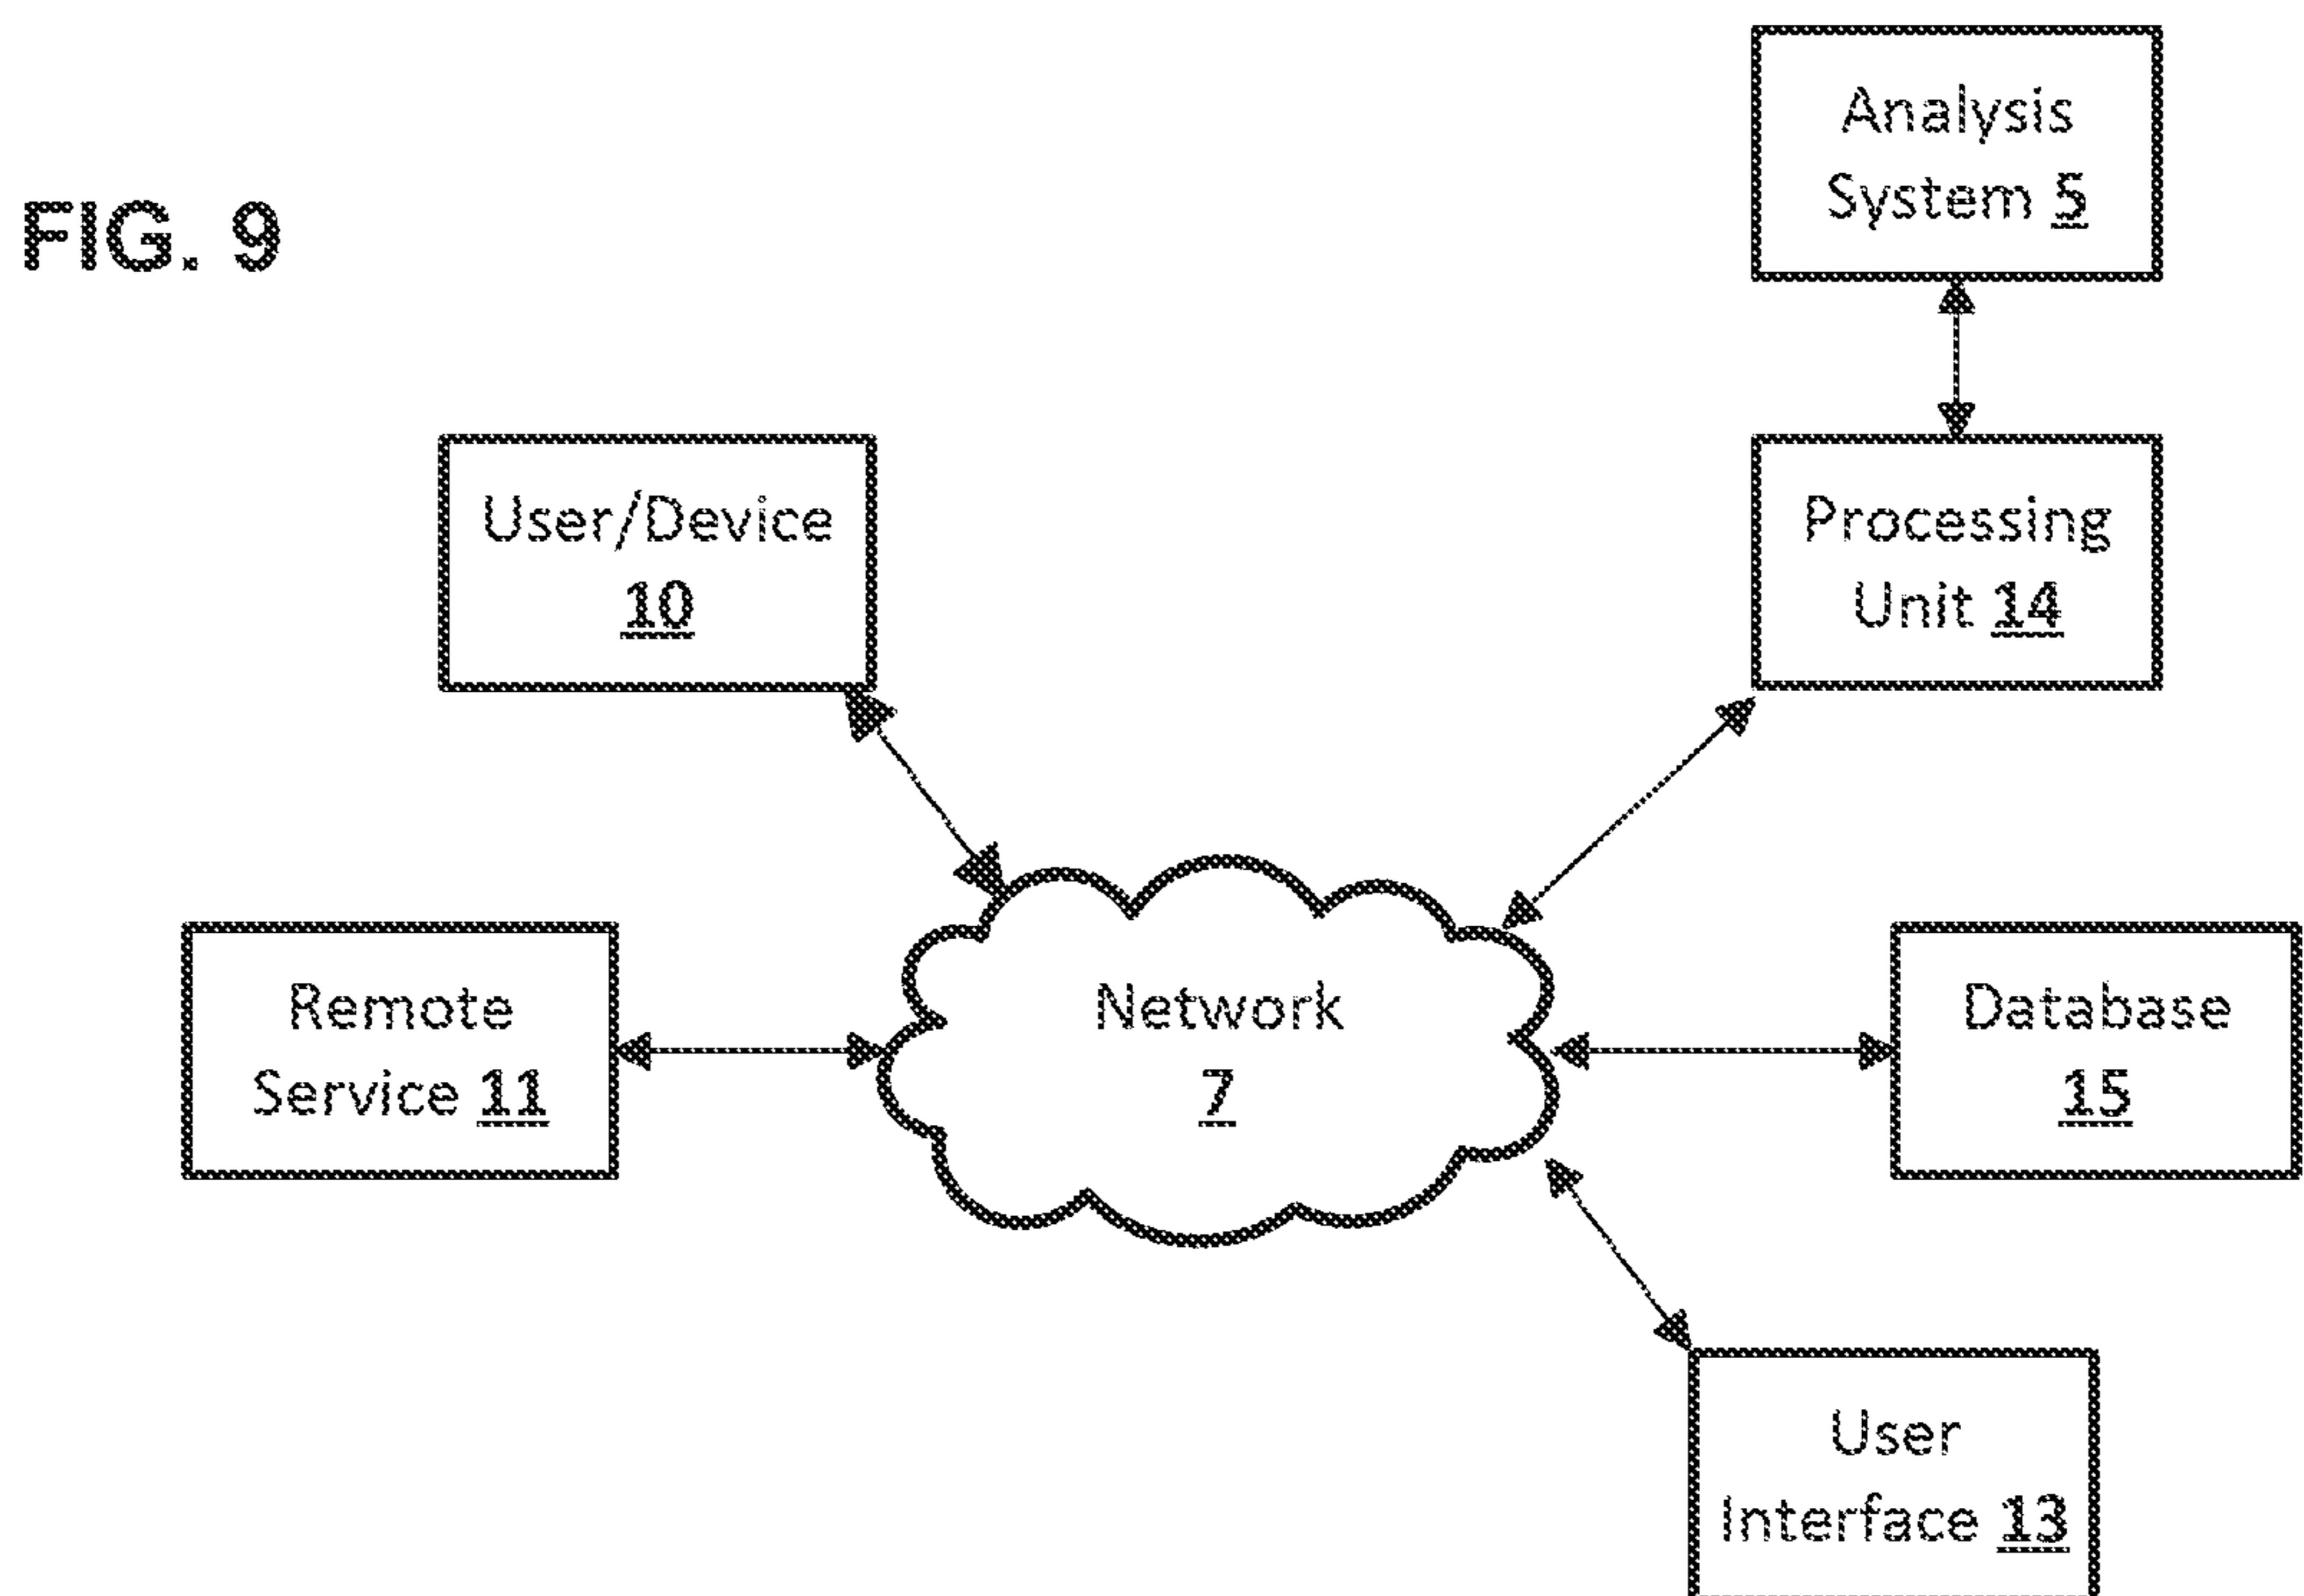 Analysis
System 5
FIG. 9
User/Device
10
Processing
Unit 14
Remote
Service 11
Network
7
Database
15
User
Interface 13